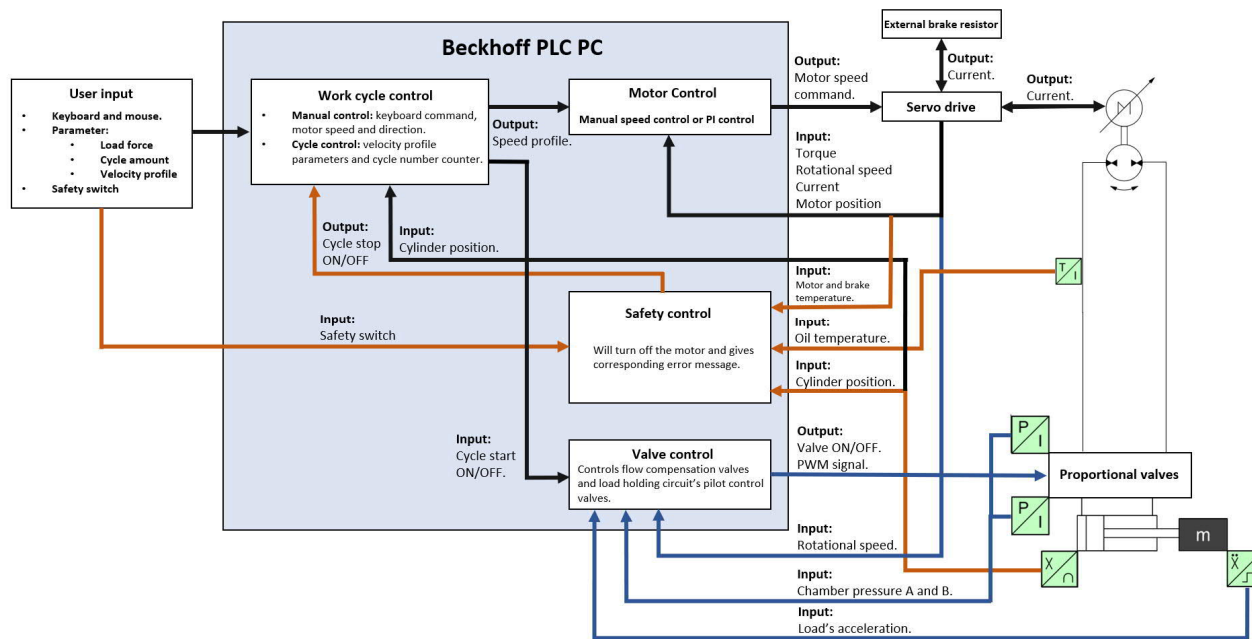 External brake resistor
Beckhoff PLC PC
Output:
Current.
User input
• Keyboard and mouse.
• Parameter:
• Load force
• Cycle amount
• Velocity profile
• Safety switch
Work cycle control
• Manual control: keyboard command,
motor speed and direction.
• Cycle control: velocity profile
parameters and cycle number counter.
Output:
Speed profile.
Motor Control
Manual speed control or PI control
Output:
Motor speed
command.
Servo drive
Output:
Current.
M
Input:
Torque
Rotational speed
Current
Motor position
Output:
Cycle stop
ON/OFF
Input:
Cylinder position.
Input:
Motor and brake
temperature.
T
I
Input:
Safety switch
Safety control
Will turn off the motor and gives
corresponding error message.
Input:
Oil temperature.
Input:
Cylinder position.
Input:
Cycle start
ON/OFF.
Valve control
Controls flow compensation valves
and load holding circuit's pilot control
valves.
Output:
Valve ON/OFF.
PWM signal.
P
I
Proportional valves
P
I
m
Input:
Rotational speed.
X
Ẍ
Input:
Chamber pressure A and B.
Input:
Load's acceleration.